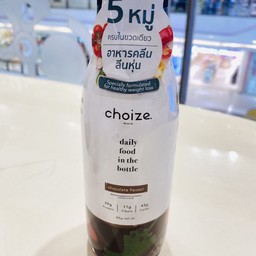 5 หมู่
ครบในขวดเดียว
อาหารคลีน
ลีนหุ่น
Specially formulated
for healthy weight loss
choize.
daily
food
in the
bottle
chocolate flavour